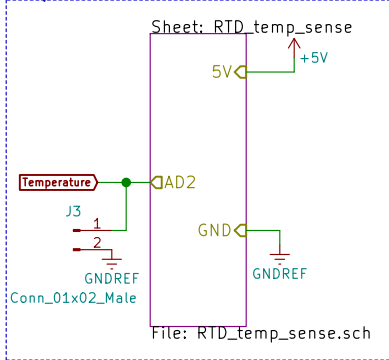 Sheet: RTD_temp_sense
+5V
5V
Temperature
AD2
J3
1
2
GND
GNDREF
GNDREF
Conn_01x02_Male
File: RTD_temp_sense.sch